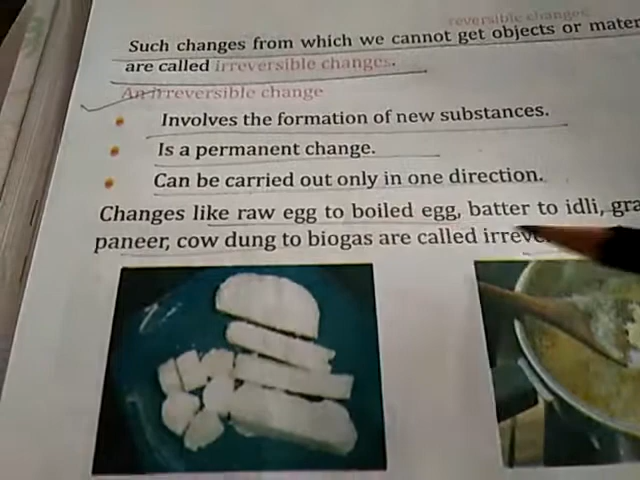 reversible changes
Such changes from which we cannot get objects or mater
are called irreversible changes.
An irreversible change
Involves the formation of new substances.
Is a permanent change.
Can be carried out only in one direction.
Changes like raw egg to boiled egg, batter to idli, gra
paneer, cow dung to biogas are called irreve